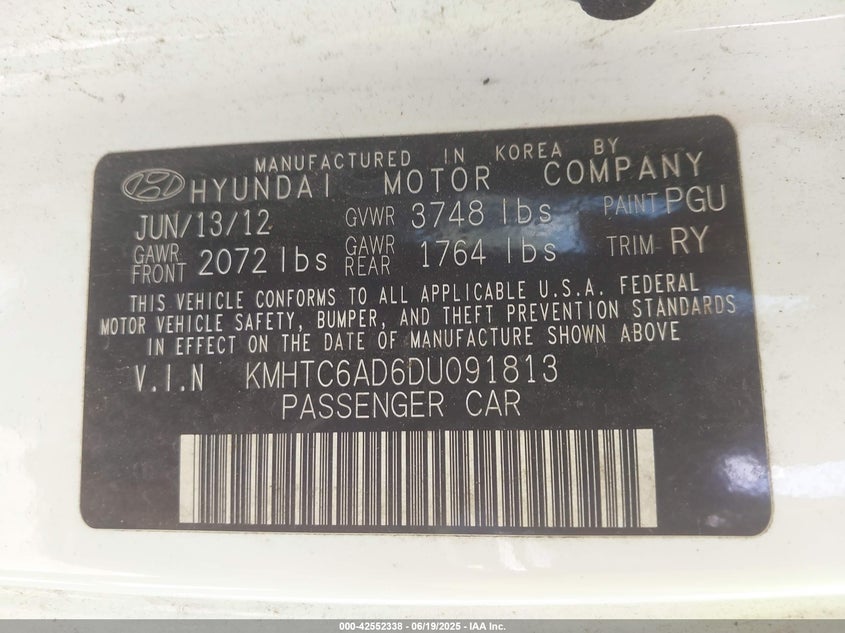 MANUFACTURED IN KOREA BY
HYUNDAI MOTOR COMPANY
JUN/13/12 GVWR 3748 lbs PAINT PGU
GAWR FRONT 2072 lbs GAWR REAR 1764 lbs TRIM RY
THIS VEHICLE CONFORMS TO ALL APPLICABLE U.S.A. FEDERAL
MOTOR VEHICLE SAFETY, BUMPER, AND THEFT PREVENTION STANDARDS
IN EFFECT ON THE DATE OF MANUFACTURE SHOWN ABOVE
V.I.N KMHTC6AD6DU091813
PASSENGER CAR
000-42552338 - 06/19/2025 - IAA Inc.